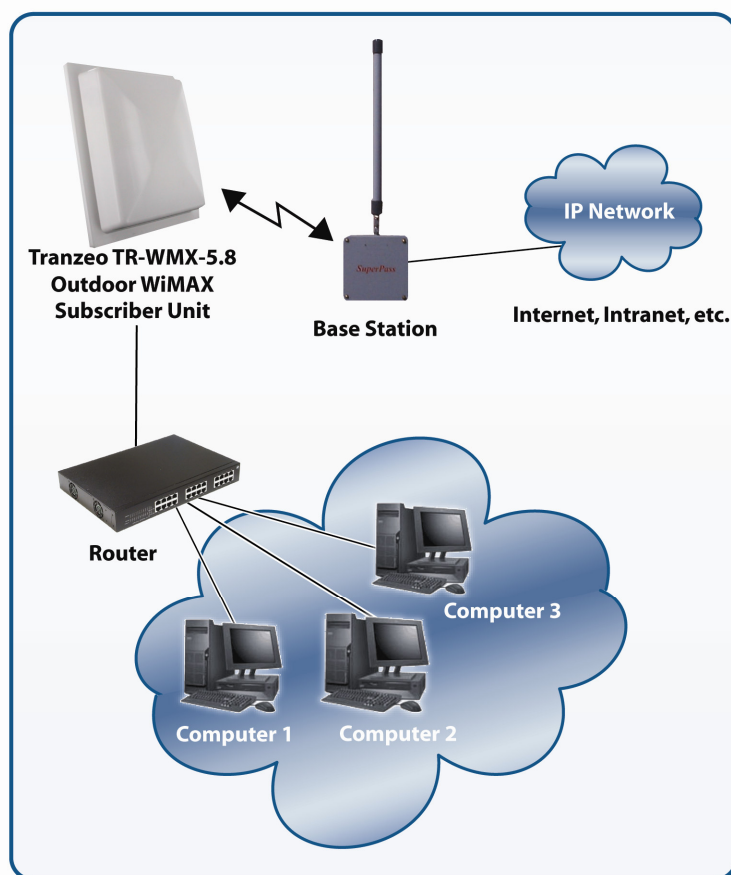 Tranzeo TR-WMX-5.8
Outdoor WiMAX
Subscriber Unit
SuperPass
Base Station
IP Network
Internet, Intranet, etc.
Router
Computer 3
Computer 1
Computer 2